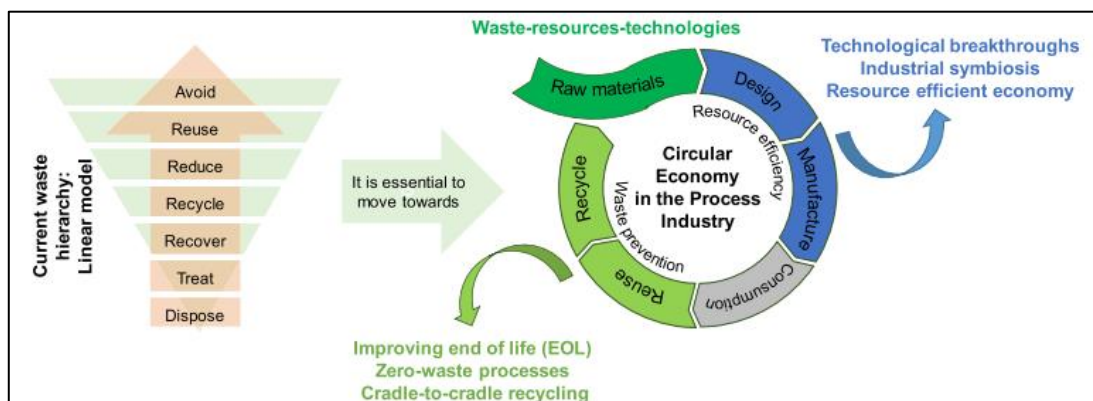 Current waste
hierarchy:
Linear model
Avoid
Reuse
Reduce
Recycle
Recover
Treat
Dispose
It is essential to
move towards
Waste-resources-technologies
Raw materials
Design
Manufacture
Consumption
Reuse
Recycle
Resource efficiency
Waste prevention
Circular
Economy
in the Process
Industry
Technological breakthroughs
Industrial symbiosis
Resource efficient economy
Improving end of life (EOL)
Zero-waste processes
Cradle-to-cradle recycling